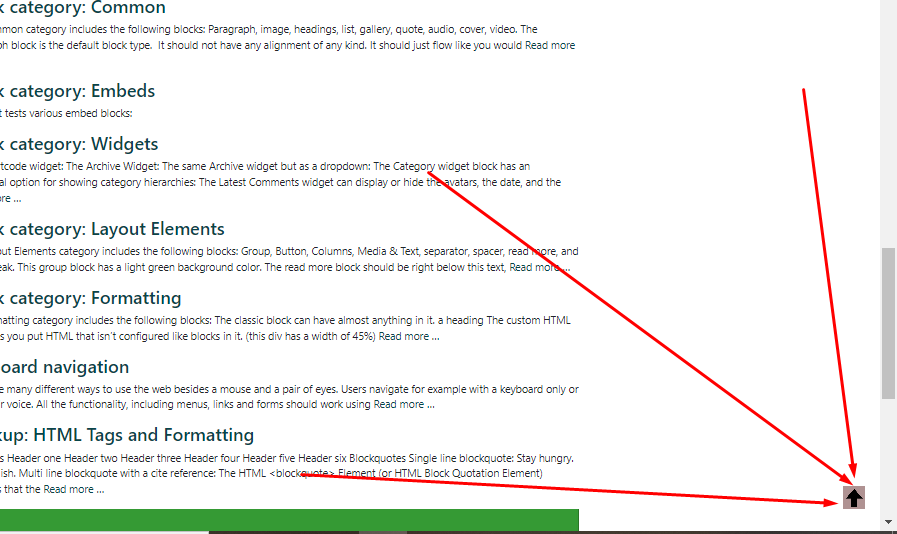 k category: Common
mmon category includes the following blocks: Paragraph, image, headings, list, gallery, quote, audio, cover, video. The
ph block is the default block type. It should not have any alignment of any kind. It should just flow like you would Read more
k category: Embeds
t tests various embed blocks:
k category: Widgets
rtcode widget: The Archive Widget: The same Archive widget but as a dropdown: The Category widget block has an
al option for showing category hierarchies: The Latest Comments widget can display or hide the avatars, the date, and the
ore ...
k category: Layout Elements
out Elements category includes the following blocks: Group, Button, Columns, Media & Text, separator, spacer, read more, and
eak. This group block has a light green background color. The read more block should be right below this text, Read more ...
k category: Formatting
matting category includes the following blocks: The classic block can have almost anything in it. a heading The custom HTML
s you put HTML that isn't configured like blocks in it. (this div has a width of 45%) Read more ...
oard navigation
e many different ways to use the web besides a mouse and a pair of eyes. Users navigate for example with a keyboard only or
r voice. All the functionality, including menus, links and forms should work using Read more ...
kup: HTML Tags and Formatting
s Header one Header two Header three Header four Header five Header six Blockquotes Single line blockquote: Stay hungry.
ish. Multi line blockquote with a cite reference: The HTML <blockquote> Element (or HTML Block Quotation Element)
s that the Read more ...